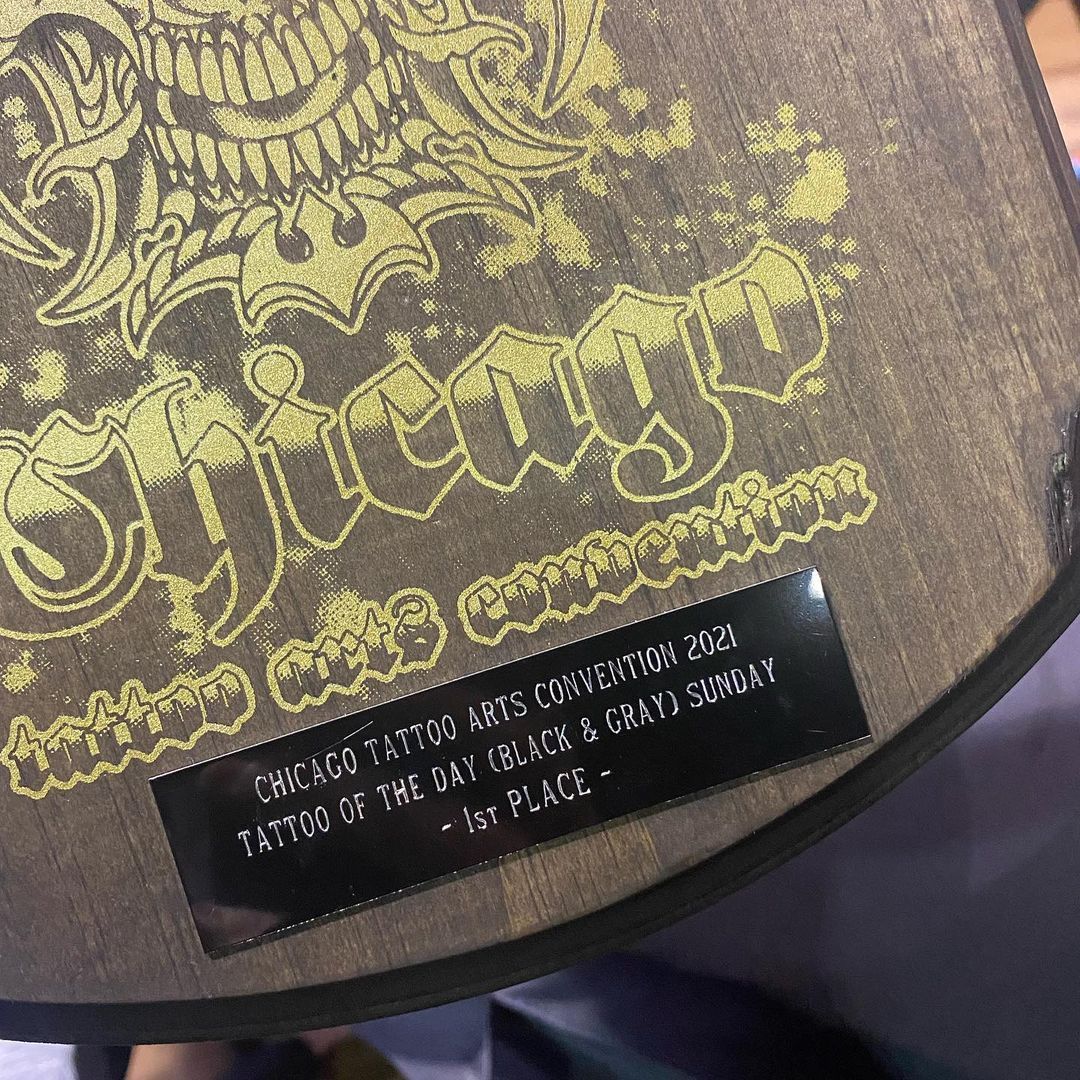 Chicago
tattoo arts convention
CHICAGO TATTOO ARTS CONVENTION 2021
TATTOO OF THE DAY (BLACK & GRAY) SUNDAY
- 1ST PLACE -